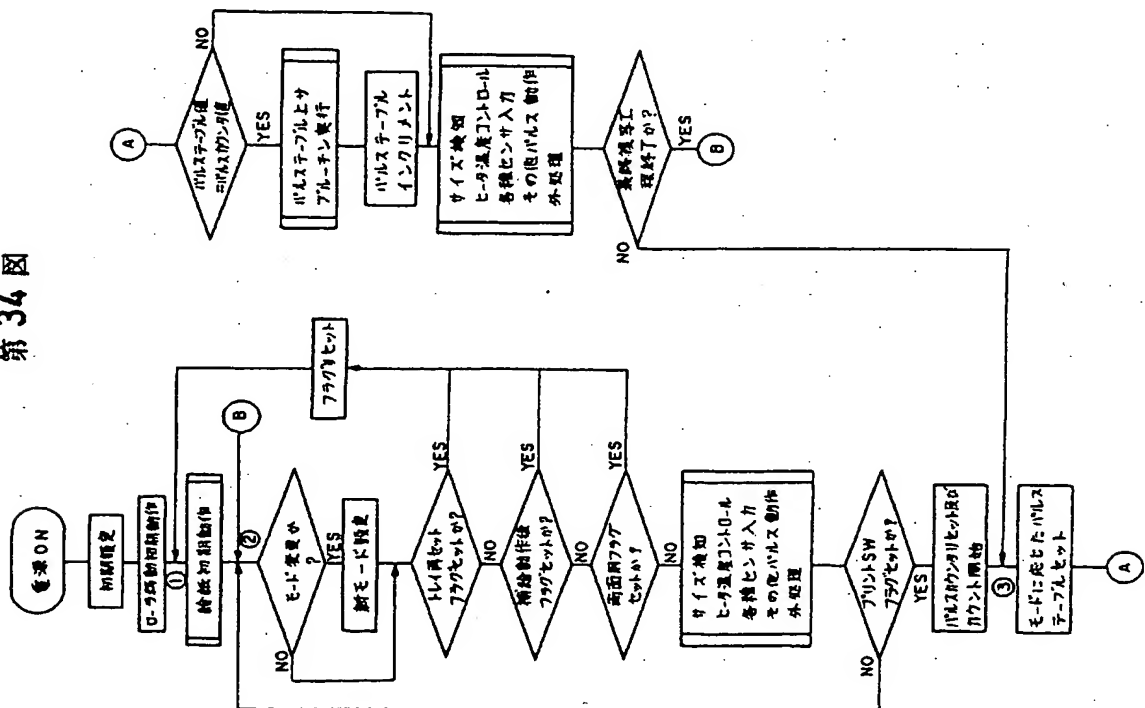 第34図
電源ON
初期設定
ローラ駆動初期動作
①
給紙初期動作
B
②
モード変更か
?
NO
YES
新モード設定
トレイ再セット
フラグセットか?
YES
NO
補給動作後
フラグセットか?
YES
NO
両面用フラグ
セットか?
YES
NO
フラグリセット
サイズ検知
ヒータ温度コントロール
各種センサ入力
その他パルス動作
外処理
プリントSW
フラグセットか?
NO
YES
パルスカウンタリセット及び
カウント開始
③
モードに応じたパルス
テーブルセット
A
A
パルステーブル値
=パルスカウンタ値
NO
YES
パルステーブル上サ
ブルーチン実行
パルステーブル
インクリメント
サイズ検知
ヒータ温度コントロール
各種センサ入力
その他パルス動作
外処理
最終複写工
程終了か?
NO
YES
B